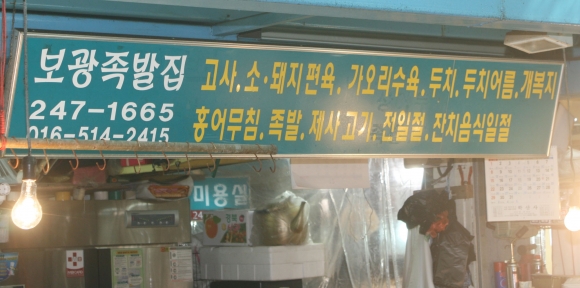 보광족발집
247-1665
016-514-2415
고사. 소·돼지편육. 가오리수육. 두치. 두치어름. 개복지
홍어무침. 족발. 제사고기. 전일절. 잔치음식일절
미용실
24